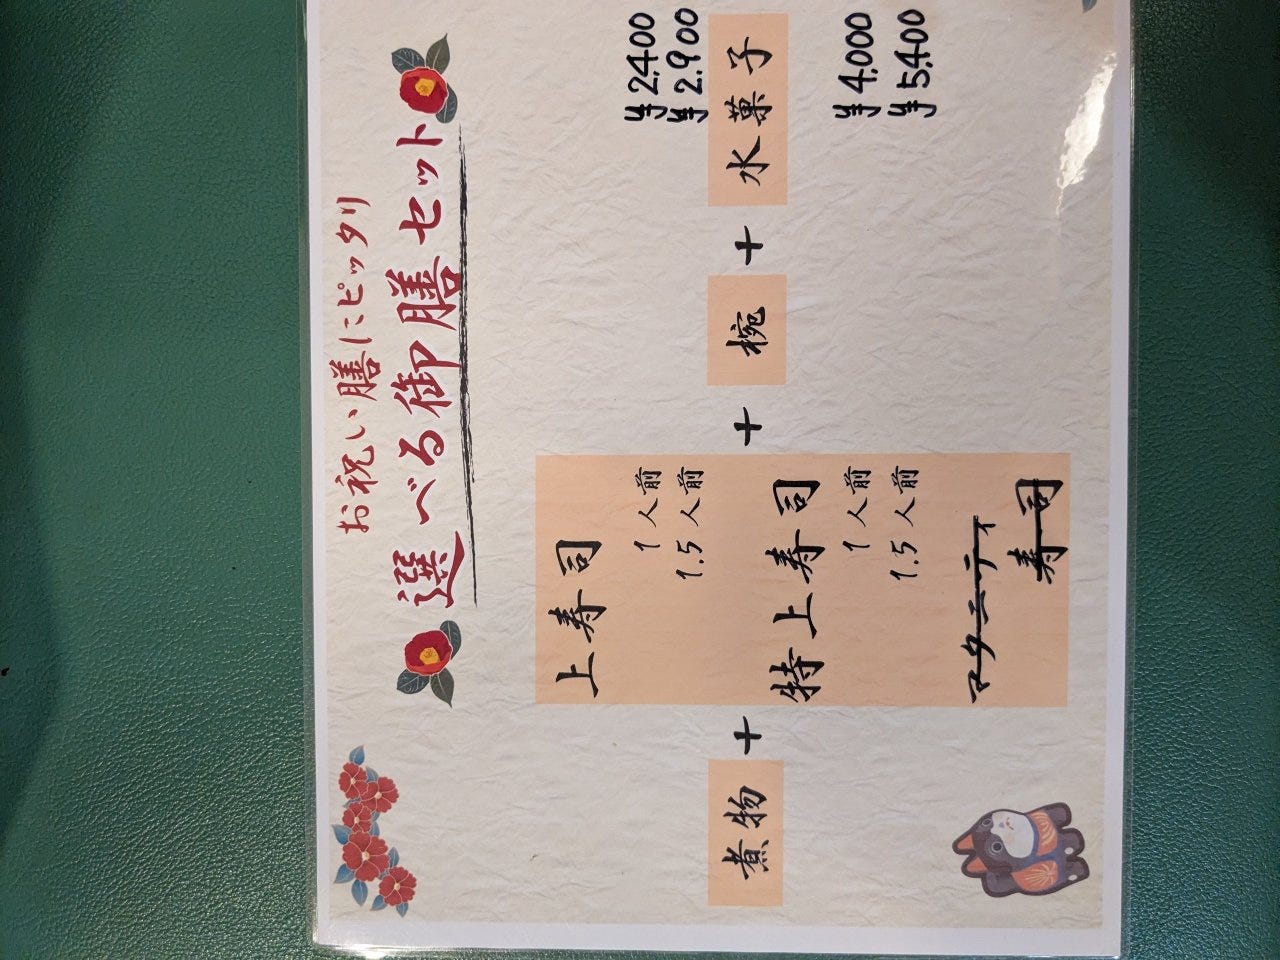 お祝い膳にピッタリ
選べる御膳セット
煮物 + 上寿司 + 椀 + 水菓子
1人前 ¥2,400
1.5人前 ¥2,900
特上寿司
1人前 ¥4,000
1.5人前 ¥5,400
マタニティ
寿司